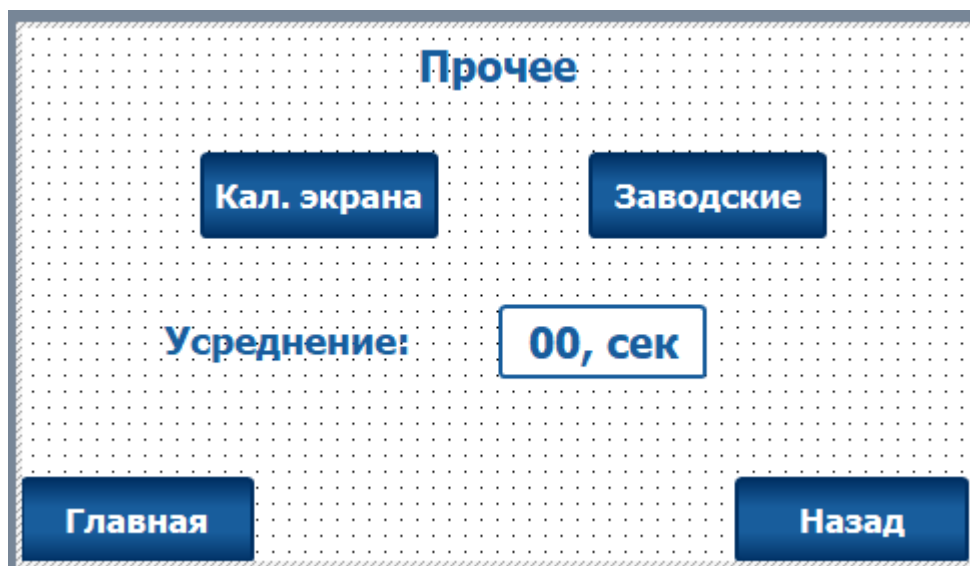 Прочее
Кал. экрана Заводские
Усреднение: 00, сек
Главная Назад